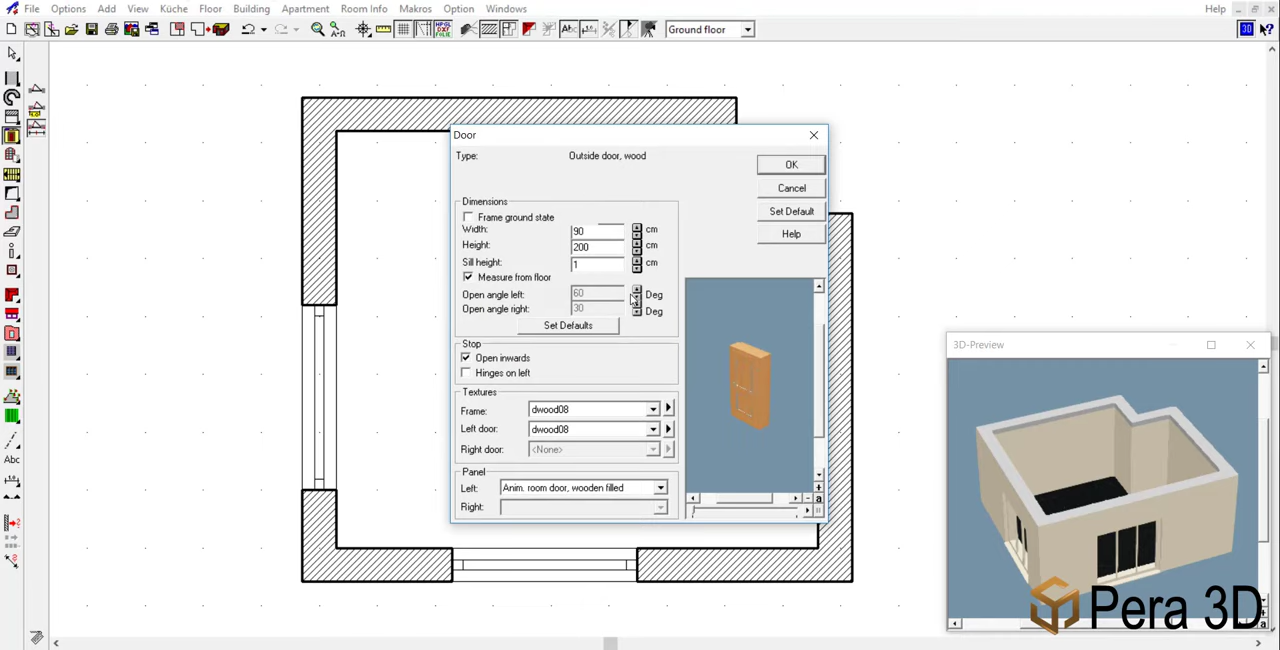 File Options Add View Küche Floor Building Apartment Room Info Makros Option Windows Help
Ground floor
3D
Abc
Door
Type: Outside door, wood
OK
Cancel
Set Default
Help
Dimensions
Frame ground state
Width: 90 cm
Height: 200 cm
Sill height: 1 cm
Measure from floor
Open angle left: 60 Deg
Open angle right: 30 Deg
Set Defaults
Stop
Open inwards
Hinges on left
Textures
Frame: dwood08
Left door: dwood08
Right door: <None>
Panel
Left: Anim. room door, wooden filled
Right:
3D-Preview
Pera 3D